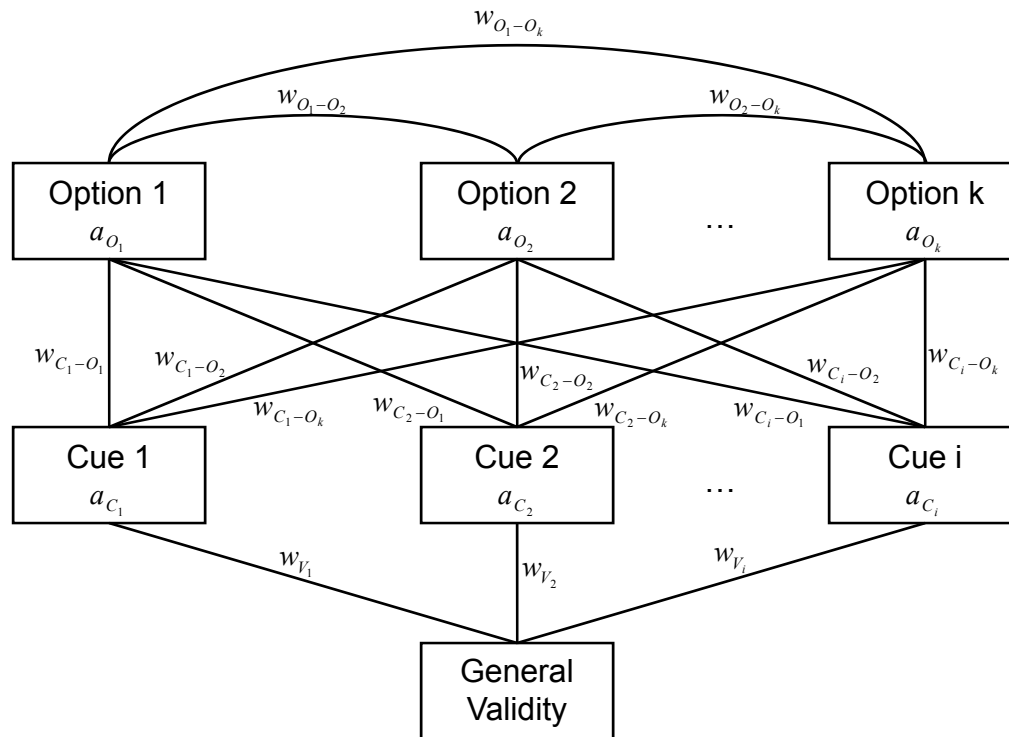 w_{O_1-O_k}
w_{O_1-O_2} w_{O_2-O_k}
Option 1 Option 2 Option k
a_{O_1} a_{O_2} … a_{O_k}
w_{C_1-O_1} w_{C_1-O_2} w_{C_2-O_2} w_{C_i-O_2} w_{C_i-O_k}
w_{C_1-O_k} w_{C_2-O_1} w_{C_2-O_k} w_{C_i-O_1}
Cue 1 Cue 2 Cue i
a_{C_1} a_{C_2} … a_{C_i}
w_{V_1} w_{V_2} w_{V_i}
General
Validity